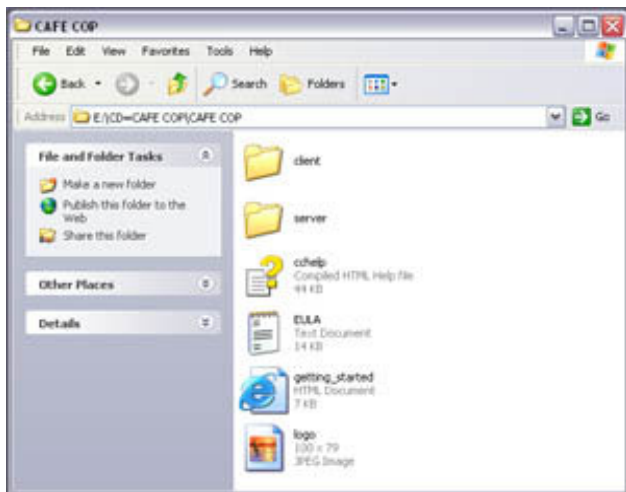 CAFE COP
File Edit View Favorites Tools Help
Back Search Folders
Address E:\CD=CAFE COP\CAFE COP Go
File and Folder Tasks
Make a new folder
Publish this folder to the
Web
Share this folder
Other Places
Details
client
server
cchelp
Compiled HTML Help file
44 KB
EULA
Text Document
14 KB
getting_started
HTML Document
7 KB
logo
100 x 79
JPEG Image